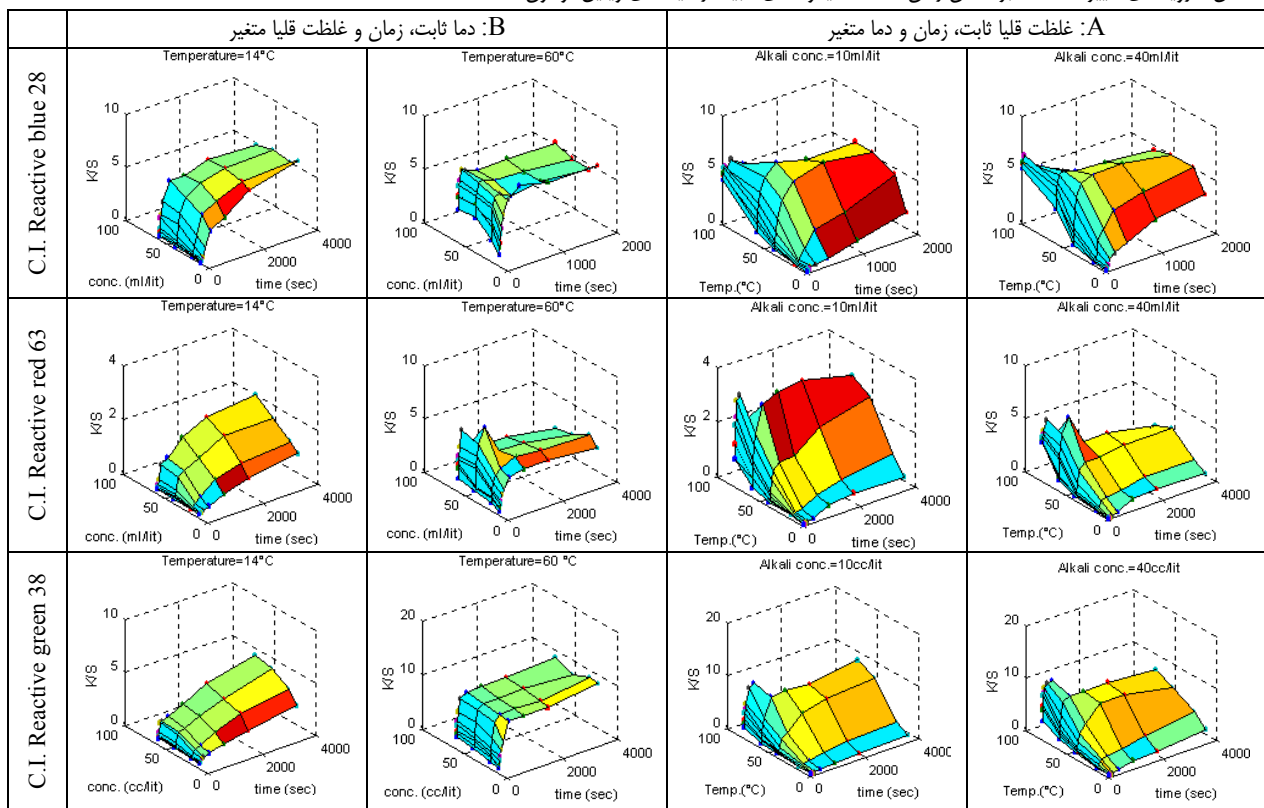 A: غلظت قلیا ثابت، زمان و دما متغیر
B: دما ثابت، زمان و غلظت قلیا متغیر
C.I. Reactive blue 28
Temperature=14°C
K/S
10
5
0
100
50
0
0
4000
conc. (ml/lit)
time (sec)
Temperature=60°C
K/S
10
5
0
100
50
0
0
1000
2000
conc. (ml/lit)
time (sec)
Alkali conc.=10ml/lit
K/S
10
5
0
100
50
0
0
1000
2000
Temp.(°C)
time (sec)
Alkali conc.=40ml/lit
K/S
10
5
0
100
50
0
0
1000
2000
Temp.(°C)
time (sec)
C.I. Reactive red 63
Temperature=14°C
K/S
4
2
0
100
50
0
0
2000
4000
conc. (ml/lit)
time (sec)
Temperature=60°C
K/S
10
5
0
100
50
0
0
2000
4000
conc. (ml/lit)
time (sec)
Alkali conc.=10ml/lit
K/S
4
2
0
100
50
0
0
2000
4000
Temp.(°C)
time (sec)
Alkali conc.=40ml/lit
K/S
10
5
0
100
50
0
0
2000
4000
Temp.(°C)
time (sec)
C.I. Reactive green 38
Temperature=14°C
K/S
10
5
0
100
50
0
0
2000
4000
conc. (cc/lit)
time (sec)
Temperature=60 °C
K/S
20
10
0
100
50
0
0
2000
4000
conc. (cc/lit)
time (sec)
Alkali conc.=10cc/lit
K/S
20
10
0
100
50
0
0
2000
4000
Temp.(°C)
time (sec)
Alkali conc.=40cc/lit
K/S
20
10
0
100
50
0
0
2000
4000
Temp.(°C)
time (sec)